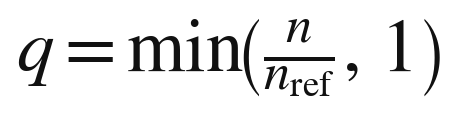 q = min(n/n_ref, 1)